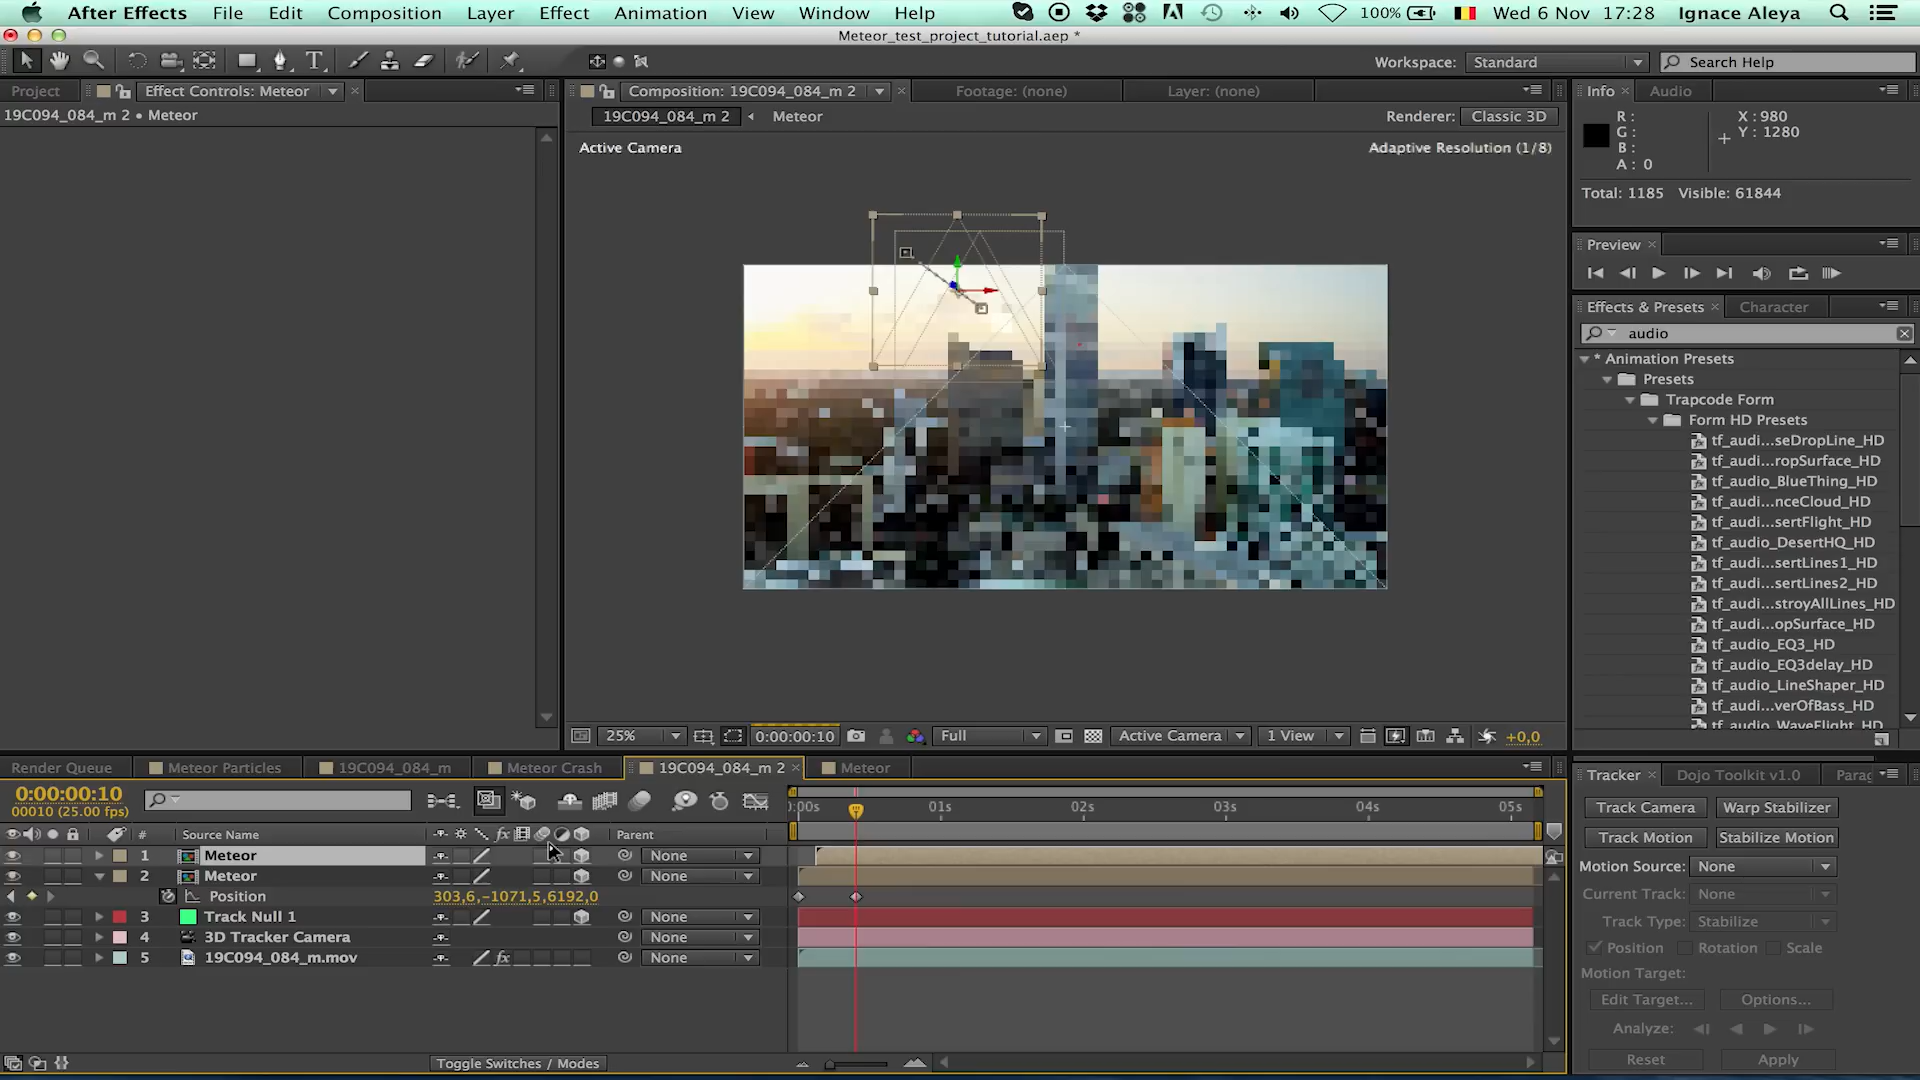 After Effects File Edit Composition Layer Effect Animation View Window Help 100% Wed 6 Nov 17:28 Ignace Aleya
Meteor_test_project_tutorial.aep *
T Workspace: Standard Search Help
Project Effect Controls: Meteor Composition: 19C094_084_m 2 Footage: (none) Layer: (none) Info Audio
19C094_084_m 2 • Meteor 19C094_084_m 2 Meteor Renderer: Classic 3D
R : X : 980
G : Y : 1280
B :
A : 0
Active Camera Adaptive Resolution (1/8)
Total: 1185 Visible: 61844
Preview
Effects & Presets Character
audio
* Animation Presets
Presets
Trapcode Form
Form HD Presets
tf_audi...seDropLine_HD
tf_audi...ropSurface_HD
tf_audio_BlueThing_HD
tf_audi...nceCloud_HD
tf_audi...sertFlight_HD
tf_audio_DesertHQ_HD
tf_audi...sertLines1_HD
tf_audi...sertLines2_HD
tf_audi...stroyAllLines_HD
tf_audi...opSurface_HD
tf_audio_EQ3_HD
tf_audio_EQ3delay_HD
tf_audio_LineShaper_HD
tf_audi...verOfBass_HD
tf_audio_WaveFlight_HD
25% 0:00:00:10 Full Active Camera 1 View +0,0
Render Queue Meteor Particles 19C094_084_m Meteor Crash 19C094_084_m 2 Meteor
0:00:00:10
00010 (25.00 fps)
:00s 01s 02s 03s 04s 05s
# Source Name fx Parent
1 Meteor None
2 Meteor None
Position 303,6,-1071,5,6192,0
3 Track Null 1 None
4 3D Tracker Camera None
5 19C094_084_m.mov fx None
Toggle Switches / Modes
Tracker Dojo Toolkit v1.0 Parag
Track Camera Warp Stabilizer
Track Motion Stabilize Motion
Motion Source: None
Current Track: None
Track Type: Stabilize
Position Rotation Scale
Motion Target:
Edit Target... Options...
Analyze:
Reset Apply